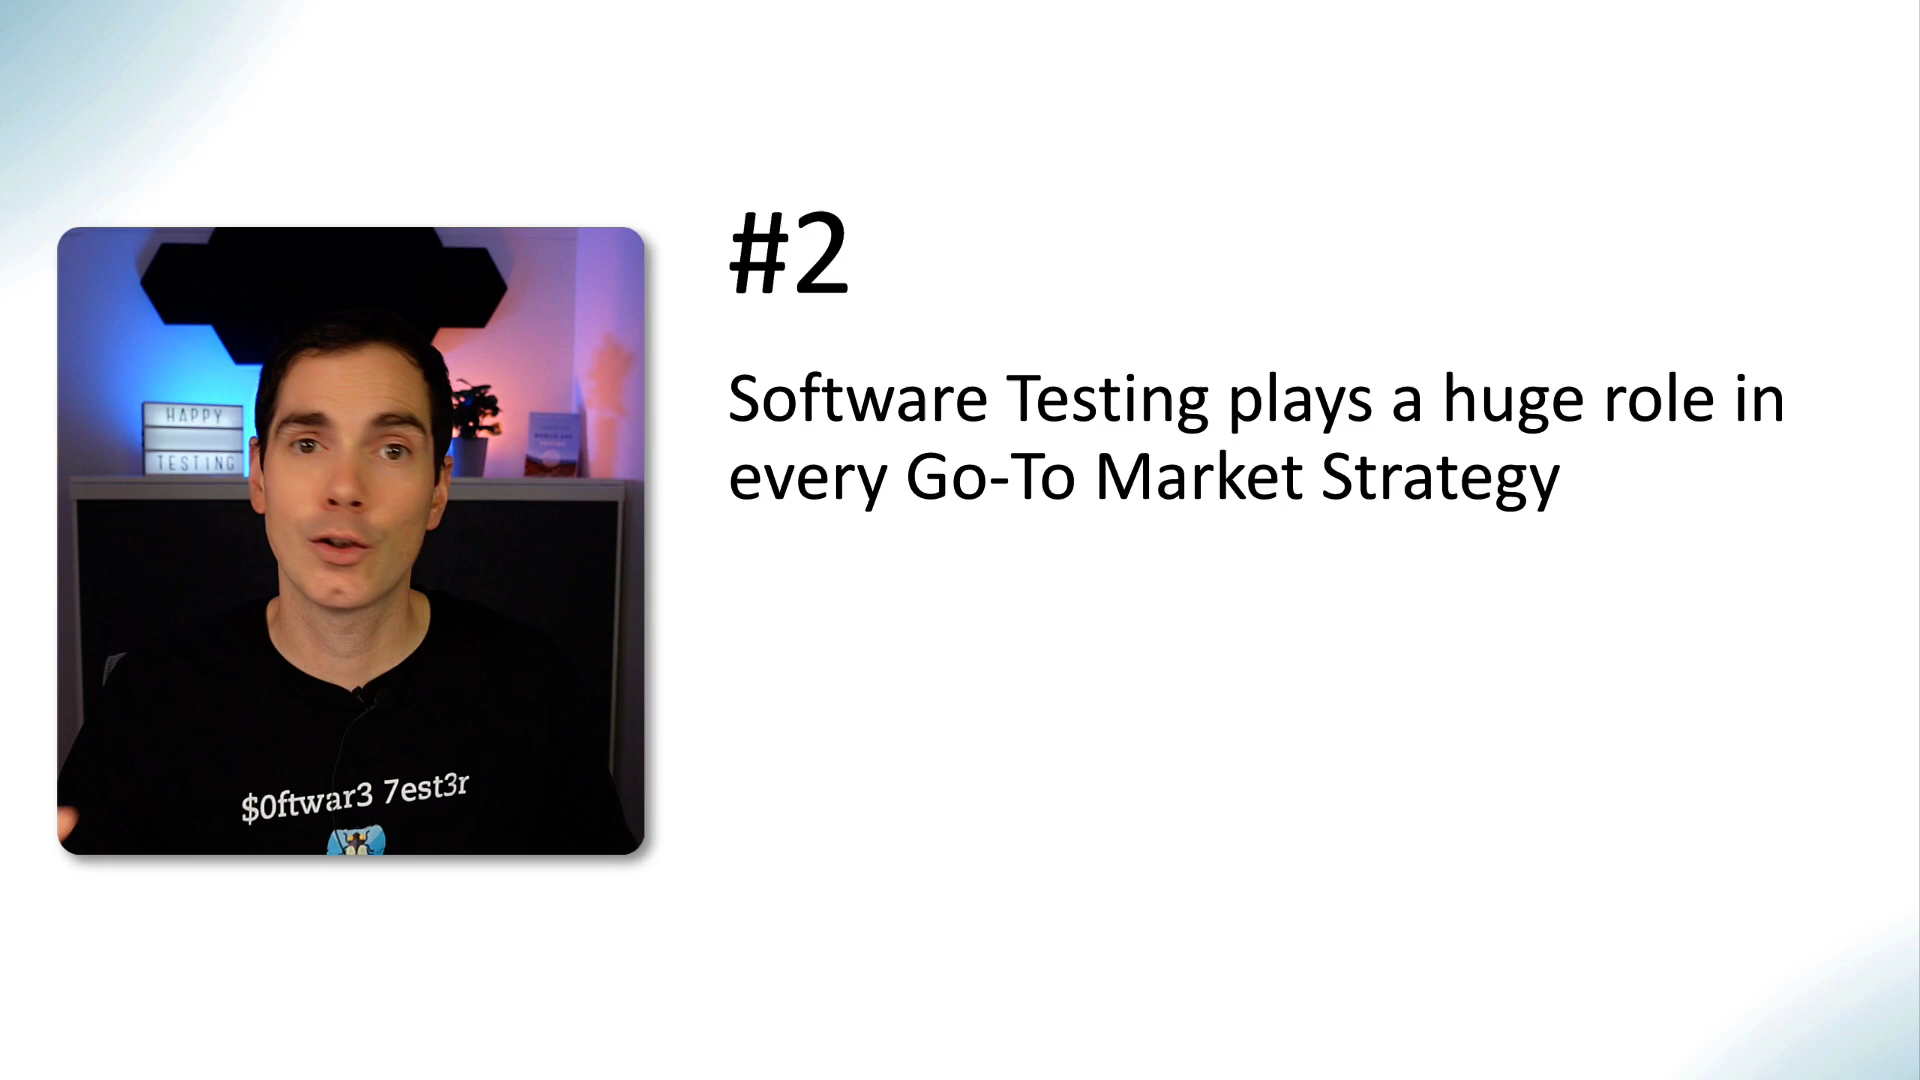 #2
Software Testing plays a huge role in
every Go-To Market Strategy
HAPPY
TESTING
$0ftwar3 7est3r